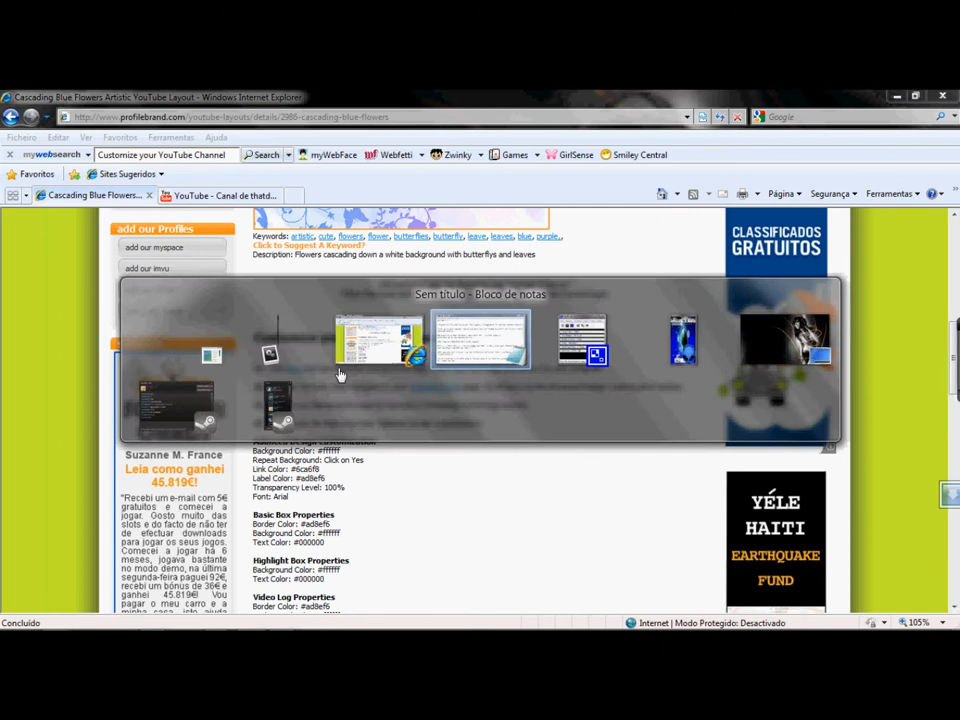 Cascading Blue Flowers Artistic YouTube Layout - Windows Internet Explorer
http://www.profilebrand.com/youtube-layouts/details/2986-cascading-blue-flowers
Google
Ficheiro Editar Ver Favoritos Ferramentas Ajuda
mywebsearch Customize your YouTube Channel Search myWebFace Webfetti Zwinky Games GirlSense Smiley Central
Favoritos Sites Sugeridos
Cascading Blue Flowers... YouTube - Canal de thatd... Página Segurança Ferramentas
add our Profiles
add our myspace
add our imvu
Keywords: artistic, cute, flowers, flower, butterflies, butterfly, leave, leaves, blue, purple,,
Click to Suggest A Keyword?
Description: Flowers cascading down a white background with butterflys and leaves
CLASSIFICADOS
GRATUITOS
Sem título - Bloco de notas
Advanced Design Customization
Background Color: #ffffff
Repeat Background: Click on Yes
Link Color: #6ca6f8
Label Color: #ad8ef6
Transparency Level: 100%
Font: Arial
Basic Box Properties
Border Color: #ad8ef6
Background Color: #ffffff
Text Color: #000000
Highlight Box Properties
Background Color: #ffffff
Text Color: #000000
Video Log Properties
Border Color: #ad8ef6
Suzanne M. France
Leia como ganhei
45.819€!
"Recebi um e-mail com 5€
gratuitos e comecei a
jogar. Gosto muito das
slots e do facto de não ter
de efectuar downloads
para jogar os seus jogos.
Comecei a jogar há 6
meses, jogava bastante
no modo demo, na última
segunda-feira paguei 92€,
recebi um bónus de 36€ e
ganhei 45.819€! Vou
pagar o meu carro e a
YÉLE
HAITI
EARTHQUAKE
FUND
Concluído
Internet | Modo Protegido: Desactivado
105%